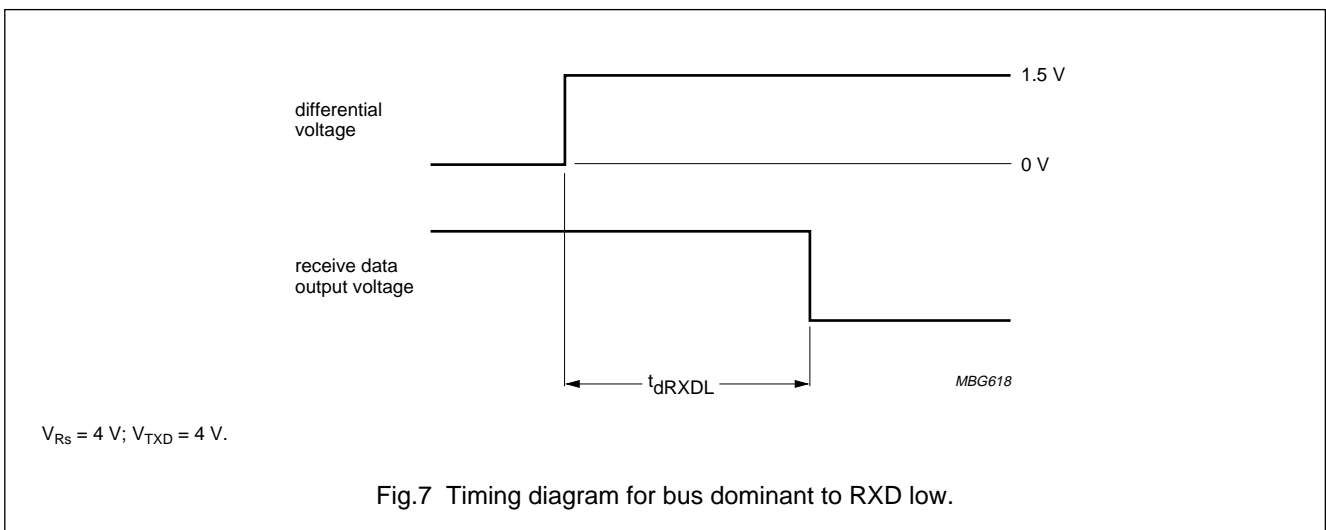 1.5 V
differential
voltage
0 V
receive data
output voltage
tdRXDL
MBG618
VRs = 4 V; VTXD = 4 V.
Fig.7 Timing diagram for bus dominant to RXD low.